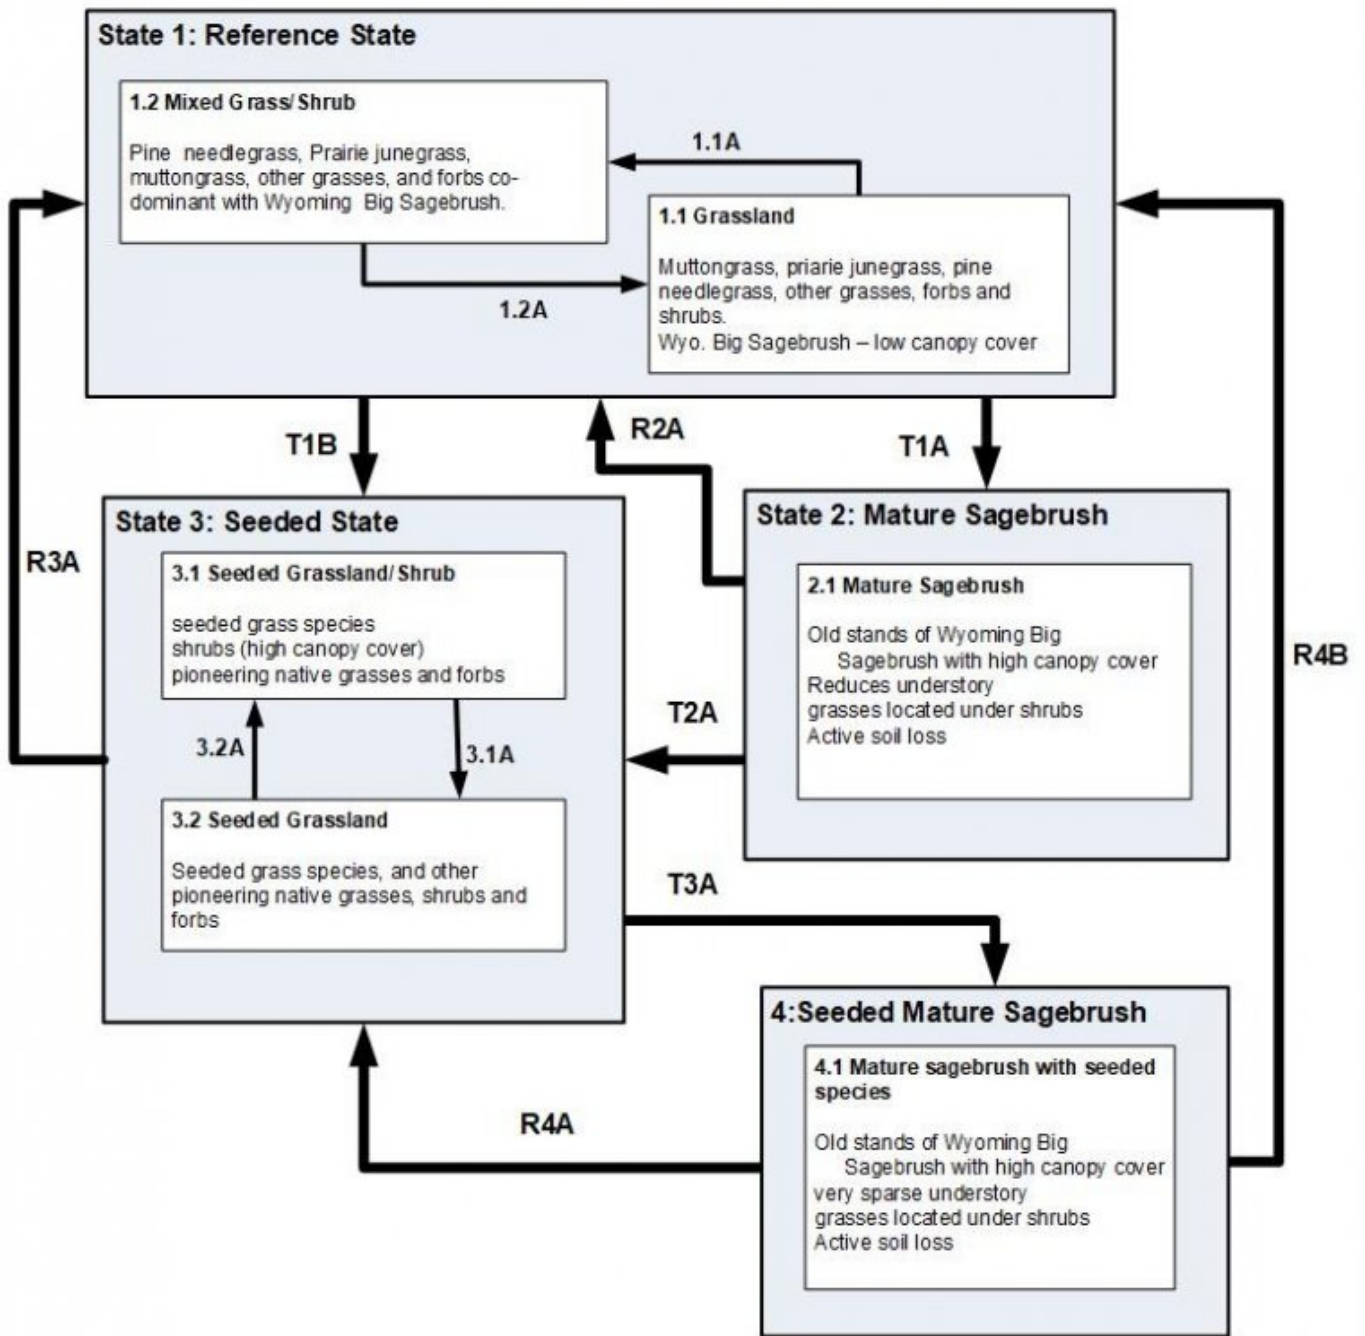 State 1: Reference State
1.2 Mixed Grass/Shrub
Pine needlegrass, Prairie junegrass,
muttongrass, other grasses, and forbs co-
dominant with Wyoming Big Sagebrush.
1.1A
1.1 Grassland
Muttongrass, priarie junegrass, pine
needlegrass, other grasses, forbs and
shrubs.
Wyo. Big Sagebrush – low canopy cover
1.2A
T1B
R2A
T1A
R3A
State 3: Seeded State
3.1 Seeded Grassland/Shrub
seeded grass species
shrubs (high canopy cover)
pioneering native grasses and forbs
3.2A
3.1A
3.2 Seeded Grassland
Seeded grass species, and other
pioneering native grasses, shrubs and
forbs
State 2: Mature Sagebrush
2.1 Mature Sagebrush
Old stands of Wyoming Big
Sagebrush with high canopy cover
Reduces understory
grasses located under shrubs
Active soil loss
R4B
T2A
T3A
4:Seeded Mature Sagebrush
4.1 Mature sagebrush with seeded
species
Old stands of Wyoming Big
Sagebrush with high canopy cover
very sparse understory
grasses located under shrubs
Active soil loss
R4A